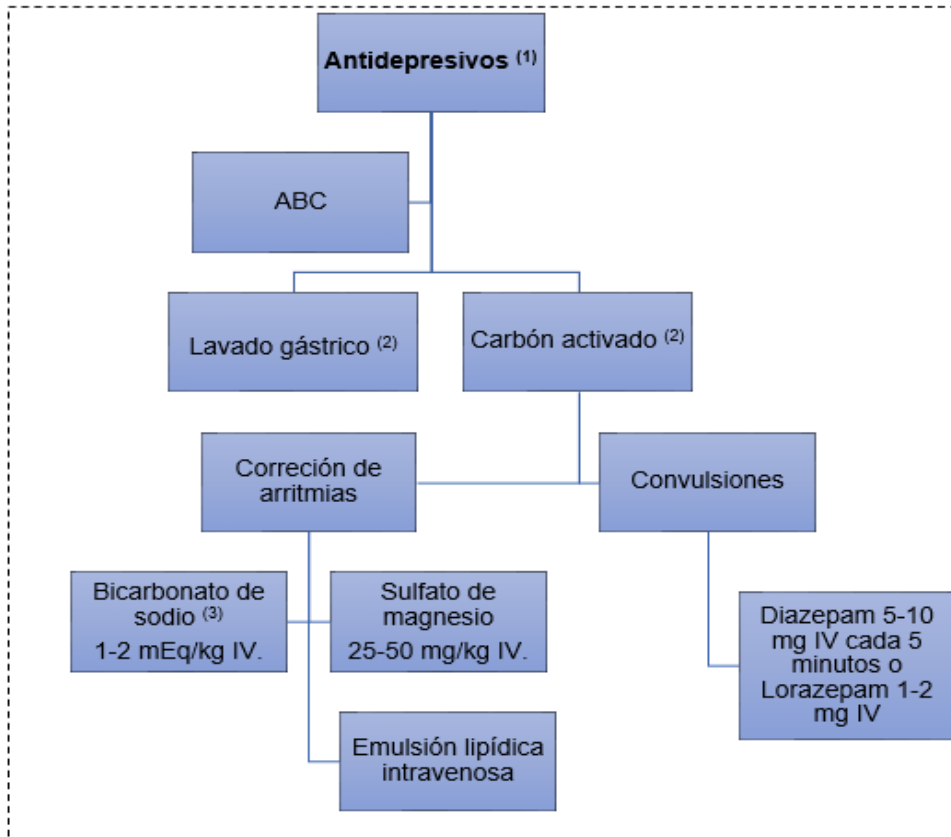 Antidepresivos (1)
ABC
Lavado gástrico (2)
Carbón activado (2)
Correción de
arritmias
Convulsiones
Bicarbonato de
sodio (3)
1-2 mEq/kg IV.
Sulfato de
magnesio
25-50 mg/kg IV.
Diazepam 5-10
mg IV cada 5
minutos o
Lorazepam 1-2
mg IV
Emulsión lipídica
intravenosa